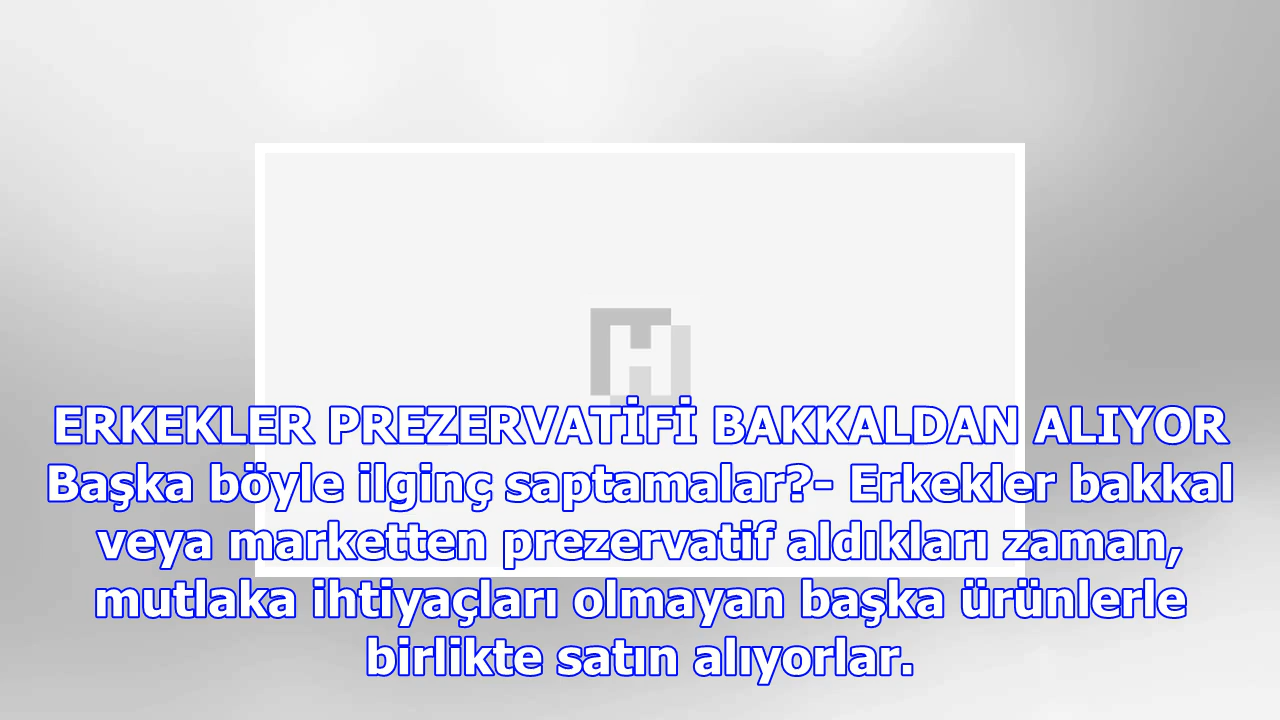 ERKEKLER PREZERVATİFİ BAKKALDAN ALIYOR
Başka böyle ilginç saptamalar?- Erkekler bakkal
veya marketten prezervatif aldıkları zaman,
mutlaka ihtiyaçları olmayan başka ürünlerle
birlikte satın alıyorlar.